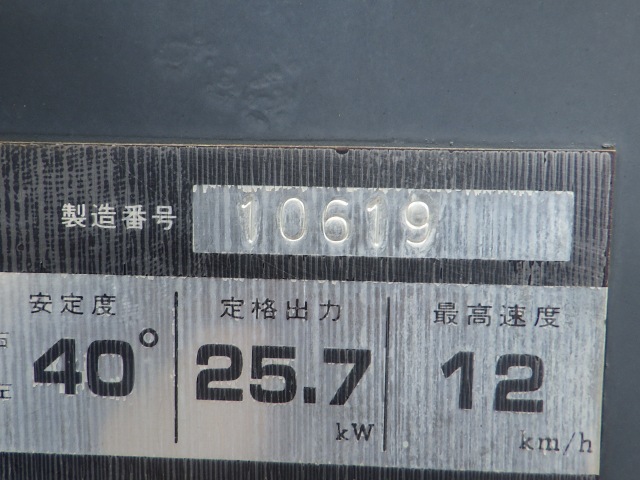 製造番号 10619
安定度 定格出力 最高速度
40° 25.7 12
kW km/h